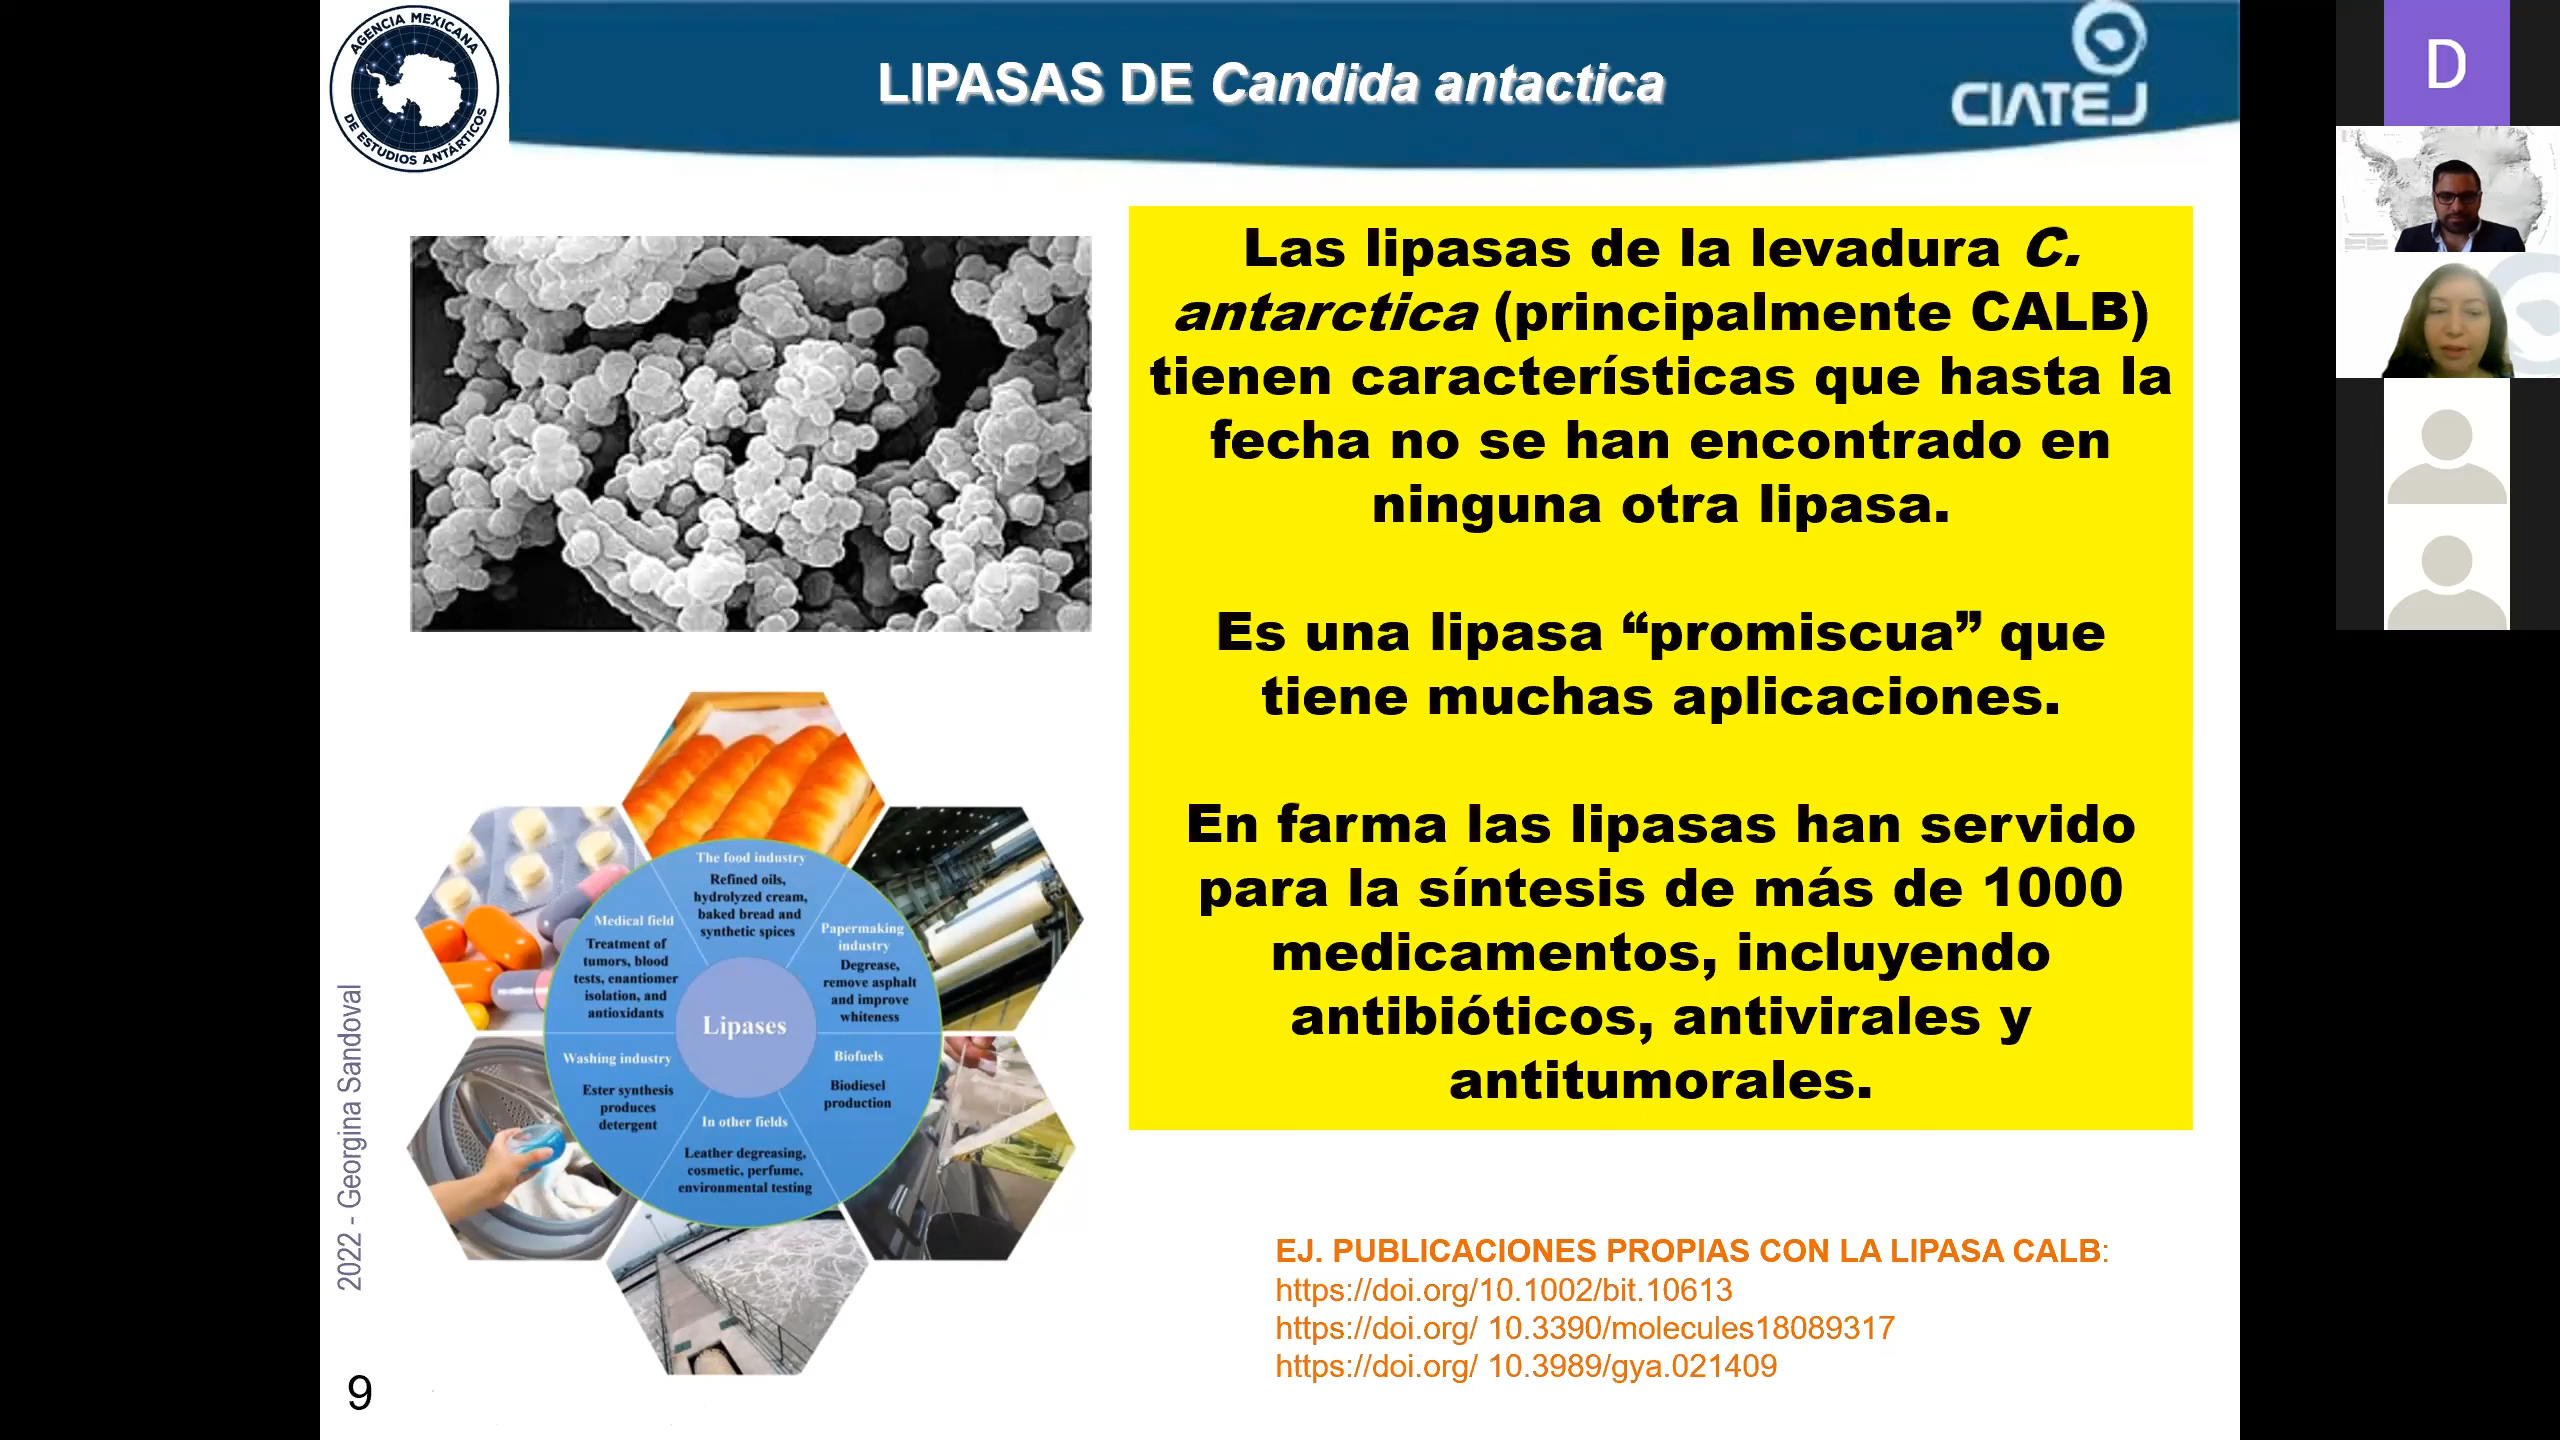 AGENCIA MEXICANA
DE ESTUDIOS ANTÁRTICOS
LIPASAS DE Candida antactica
CIATEJ
D
Las lipasas de la levadura C.
antarctica (principalmente CALB)
tienen características que hasta la
fecha no se han encontrado en
ninguna otra lipasa.
Es una lipasa “promiscua” que
tiene muchas aplicaciones.
En farma las lipasas han servido
para la síntesis de más de 1000
medicamentos, incluyendo
antibióticos, antivirales y
antitumorales.
The food industry
Refined oils,
hydrolyzed cream,
baked bread and
synthetic spices
Medical field
Treatment of
tumors, blood
tests, enantiomer
isolation, and
antioxidants
Papermaking
industry
Degrease,
remove asphalt
and improve
whiteness
Lipases
Washing industry
Ester synthesis
produces
detergent
Biofuels
Biodiesel
production
In other fields
Leather degreasing,
cosmetic, perfume,
environmental testing
EJ. PUBLICACIONES PROPIAS CON LA LIPASA CALB:
https://doi.org/10.1002/bit.10613
https://doi.org/ 10.3390/molecules18089317
https://doi.org/ 10.3989/gya.021409
2022 - Georgina Sandoval
9